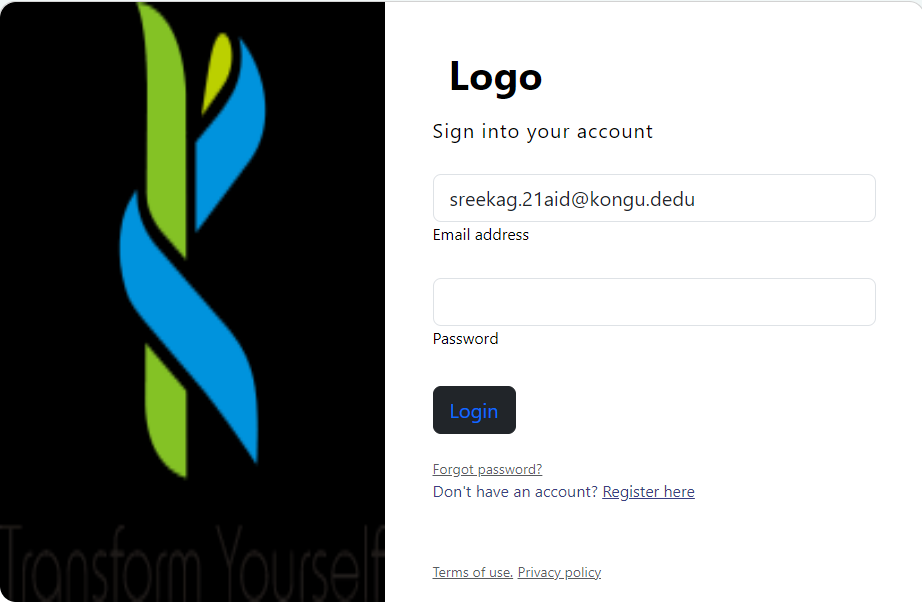 Logo
Sign into your account
sreekag.21aid@kongu.dedu
Email address
Password
Login
Forgot password?
Don't have an account? Register here
Terms of use. Privacy policy
Transform Yourself